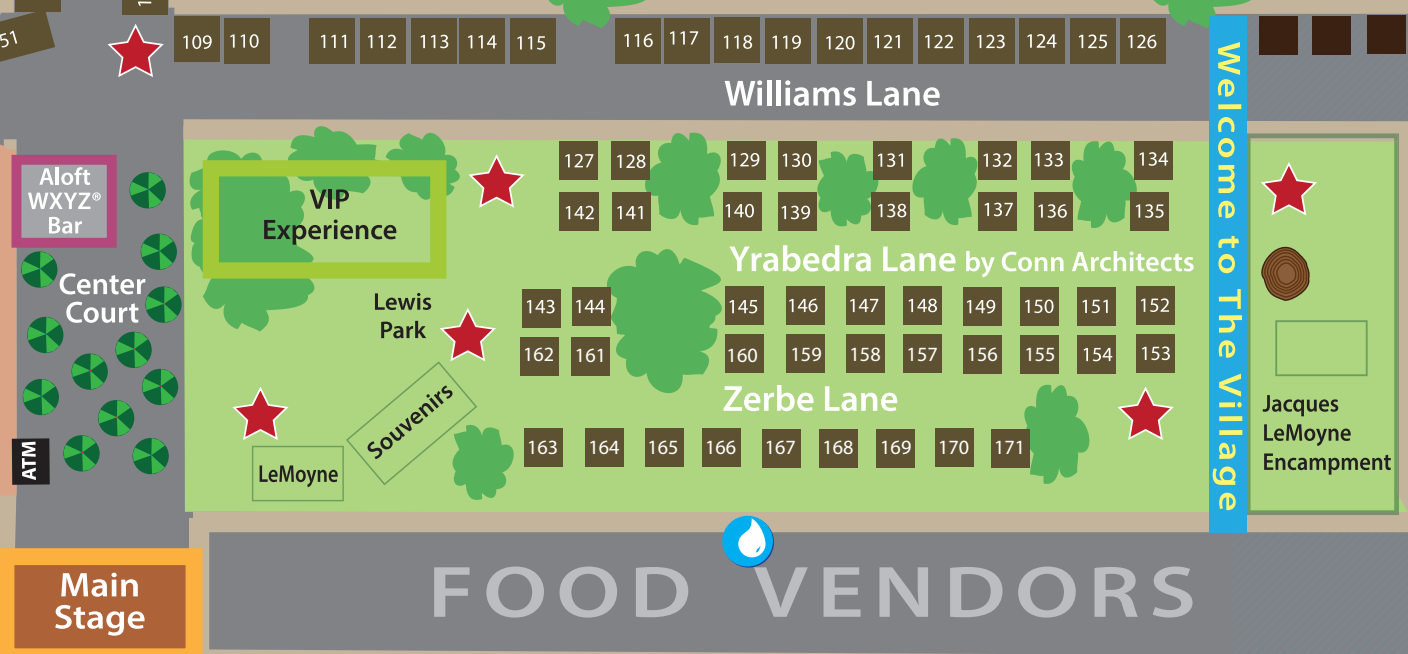 51
1
109 110 111 112 113 114 115 116 117 118 119 120 121 122 123 124 125 126
Williams Lane
Welcome to The Village
127 128 129 130 131 132 133 134
142 141 140 139 138 137 136 135
Aloft
WXYZ®
Bar
VIP
Experience
Yrabedra Lane by Conn Architects
Center
Court
Lewis
Park
143 144 145 146 147 148 149 150 151 152
162 161 160 159 158 157 156 155 154 153
Zerbe Lane
Souvenirs
Jacques
LeMoyne
Encampment
163 164 165 166 167 168 169 170 171
ATM
LeMoyne
Main
Stage
FOOD VENDORS